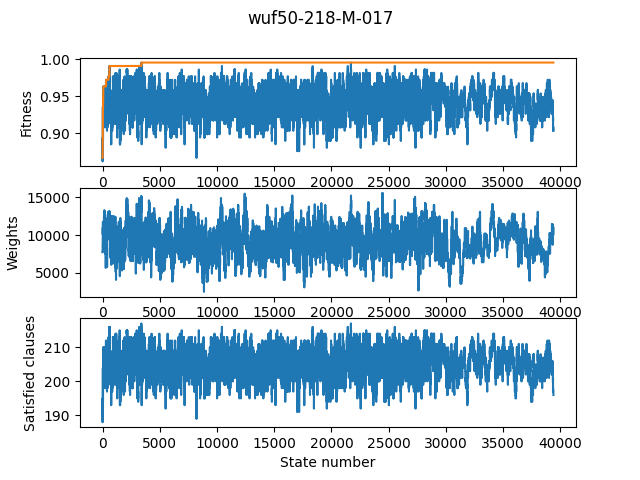 wuf50-218-M-017
1.00
0.95
0.90
Fitness
0 5000 10000 15000 20000 25000 30000 35000 40000
15000
10000
5000
Weights
0 5000 10000 15000 20000 25000 30000 35000 40000
210
200
190
Satisfied clauses
0 5000 10000 15000 20000 25000 30000 35000 40000
State number